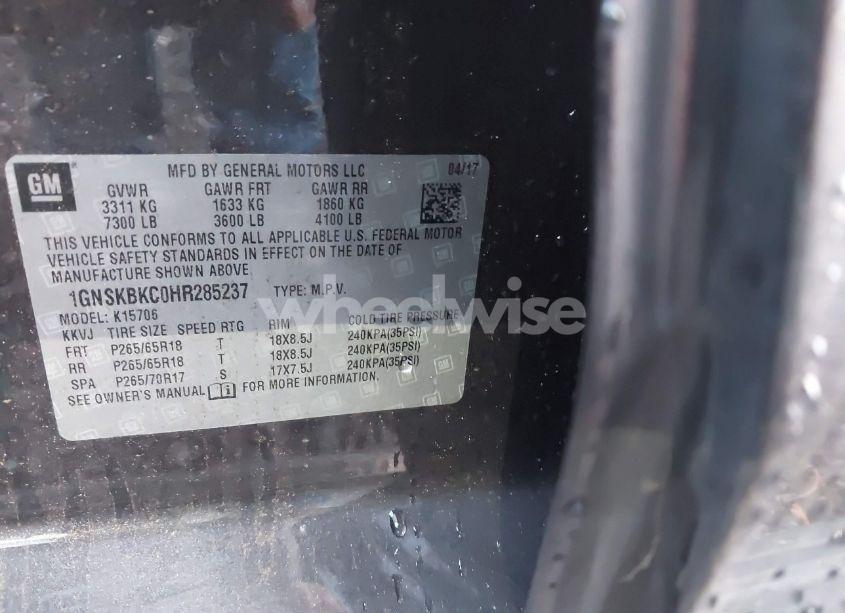 GM
MFD BY GENERAL MOTORS LLC 04/17
GVWR GAWR FRT GAWR RR
3311 KG 1633 KG 1860 KG
7300 LB 3600 LB 4100 LB
THIS VEHICLE CONFORMS TO ALL APPLICABLE U.S. FEDERAL MOTOR
VEHICLE SAFETY STANDARDS IN EFFECT ON THE DATE OF
MANUFACTURE SHOWN ABOVE.
1GNSKBKC0HR285237 TYPE: M.P.V.
wheelwise
MODEL: K15706
KKVJ TIRE SIZE SPEED RTG RIM COLD TIRE PRESSURE
FRT P265/65R18 T 18X8.5J 240KPA(35PSI)
RR P265/65R18 T 18X8.5J 240KPA(35PSI)
SPA P265/70R17 S 17X7.5J 240KPA(35PSI)
SEE OWNER'S MANUAL FOR MORE INFORMATION.